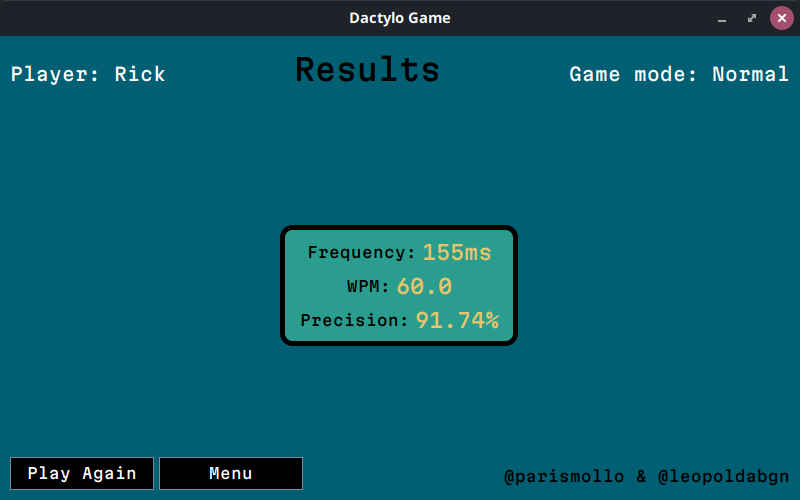 Dactylo Game
Player: Rick
Results
Game mode: Normal
Frequency: 155ms
WPM: 60.0
Precision: 91.74%
Play Again
Menu
@parismollo & @leopoldabgn